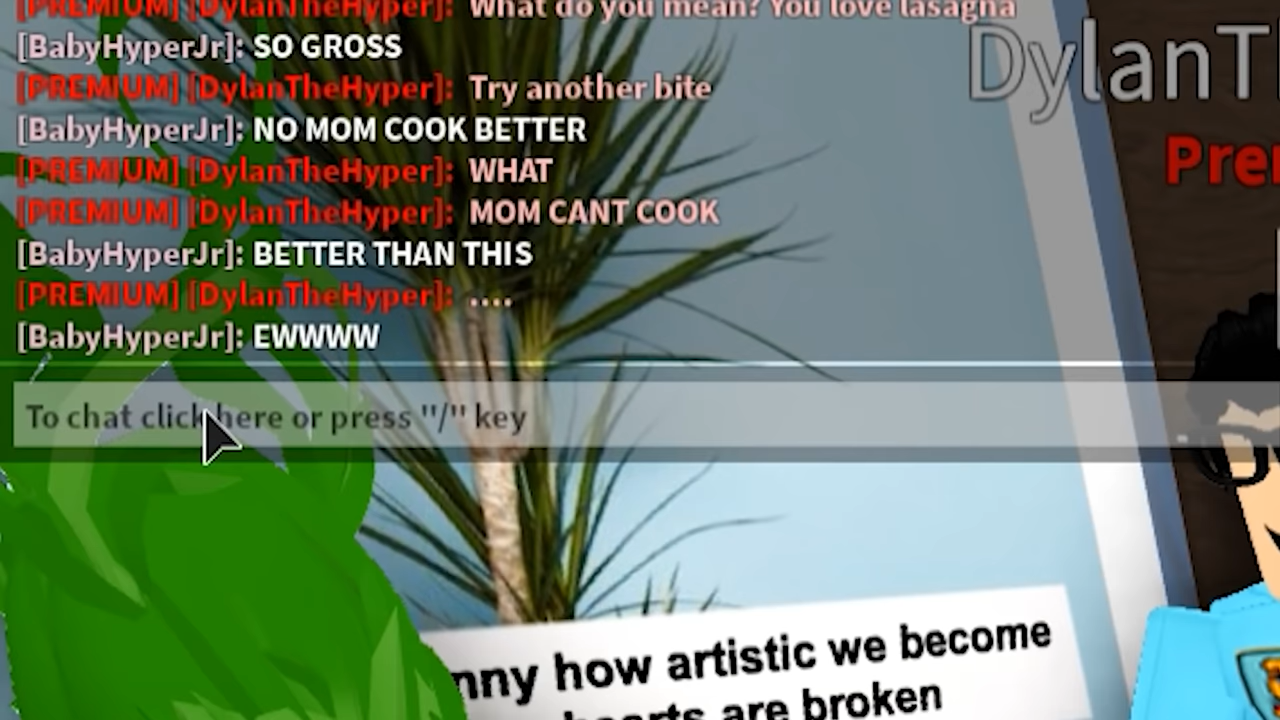 [PREMIUM] [DylanTheHyper]: What do you mean? You love lasagna
[BabyHyperJr]: SO GROSS
[PREMIUM] [DylanTheHyper]: Try another bite
[BabyHyperJr]: NO MOM COOK BETTER
[PREMIUM] [DylanTheHyper]: WHAT
[PREMIUM] [DylanTheHyper]: MOM CANT COOK
[BabyHyperJr]: BETTER THAN THIS
[PREMIUM] [DylanTheHyper]: ....
[BabyHyperJr]: EWWWW
To chat click here or press "/" key
DylanT
Prem
nny how artistic we become
hearts are broken